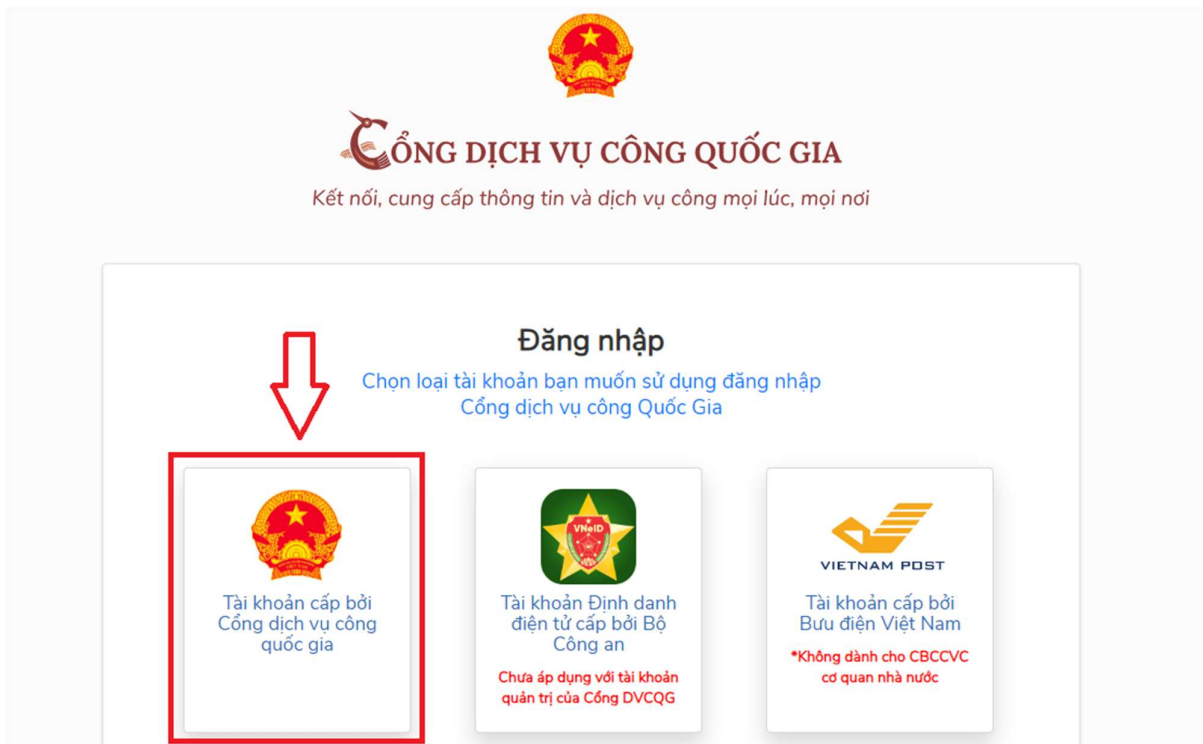 CỔNG DỊCH VỤ CÔNG QUỐC GIA
Kết nối, cung cấp thông tin và dịch vụ công mọi lúc, mọi nơi
Đăng nhập
Chọn loại tài khoản bạn muốn sử dụng đăng nhập
Cổng dịch vụ công Quốc Gia
Tài khoản cấp bởi
Cổng dịch vụ công
quốc gia
VNeID
Tài khoản Định danh
điện tử cấp bởi Bộ
Công an
Chưa áp dụng với tài khoản
quản trị của Cổng DVCQG
VIETNAM POST
Tài khoản cấp bởi
Bưu điện Việt Nam
*Không dành cho CBCCVC
cơ quan nhà nước